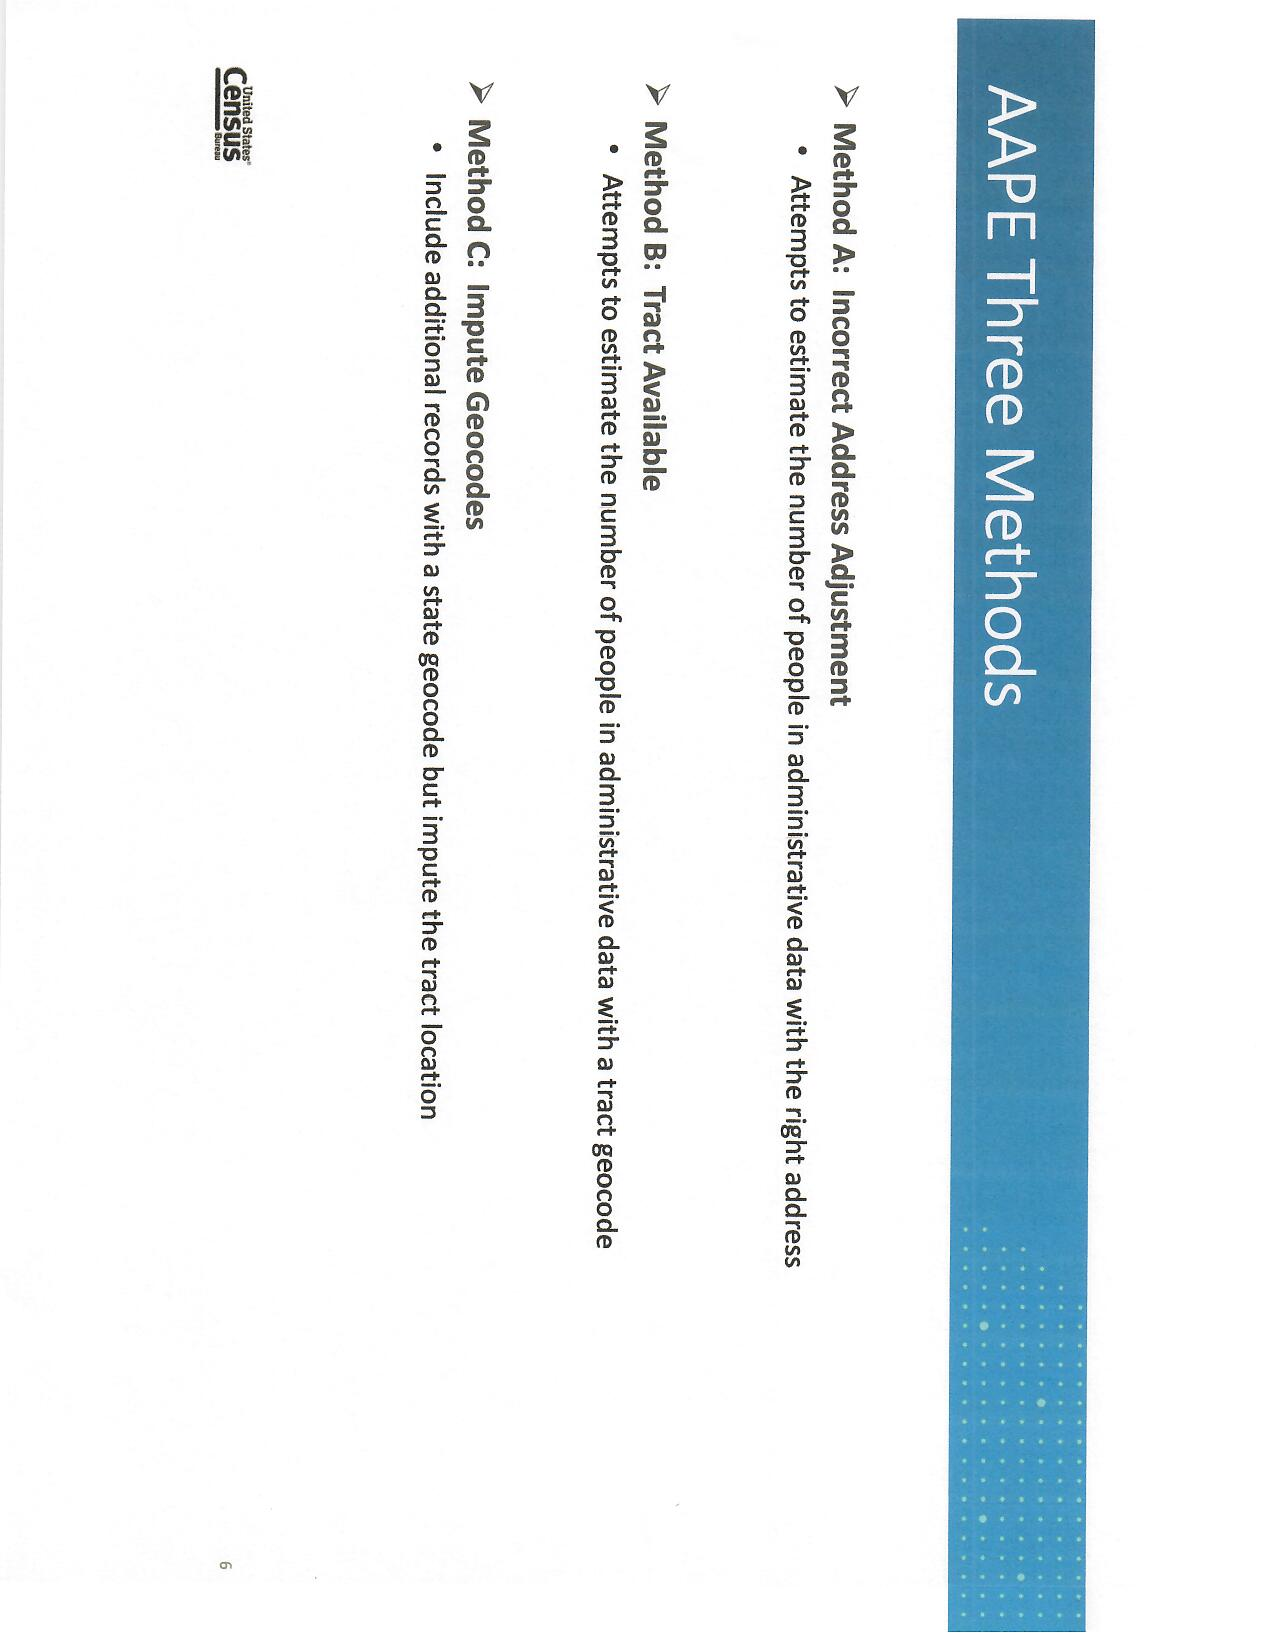 AAPE Three Methods
➢ Method A: Incorrect Address Adjustment
• Attempts to estimate the number of people in administrative data with the right address
➢ Method B: Tract Available
• Attempts to estimate the number of people in administrative data with a tract geocode
➢ Method C: Impute Geocodes
• Include additional records with a state geocode but impute the tract location
United States®
Census
Bureau
6